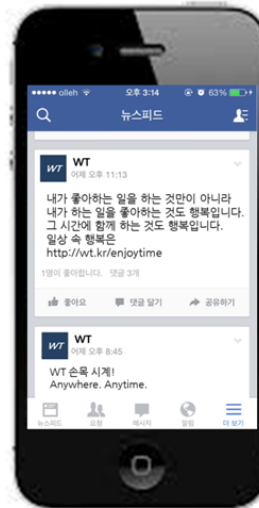 olleh 오후 3:14 63%
뉴스피드
WT
WT
어제 오후 11:13
내가 좋아하는 일을 하는 것만이 아니라
내가 하는 일을 좋아하는 것도 행복입니다.
그 시간에 함께 하는 것도 행복입니다.
일상 속 행복은
http://wt.kr/enjoytime
1명이 좋아합니다. 댓글 3개
좋아요 댓글 달기 공유하기
WT
WT
어제 오후 8:45
WT 손목 시계!
Anywhere. Anytime.
뉴스피드 요청 메시지 알림 더 보기